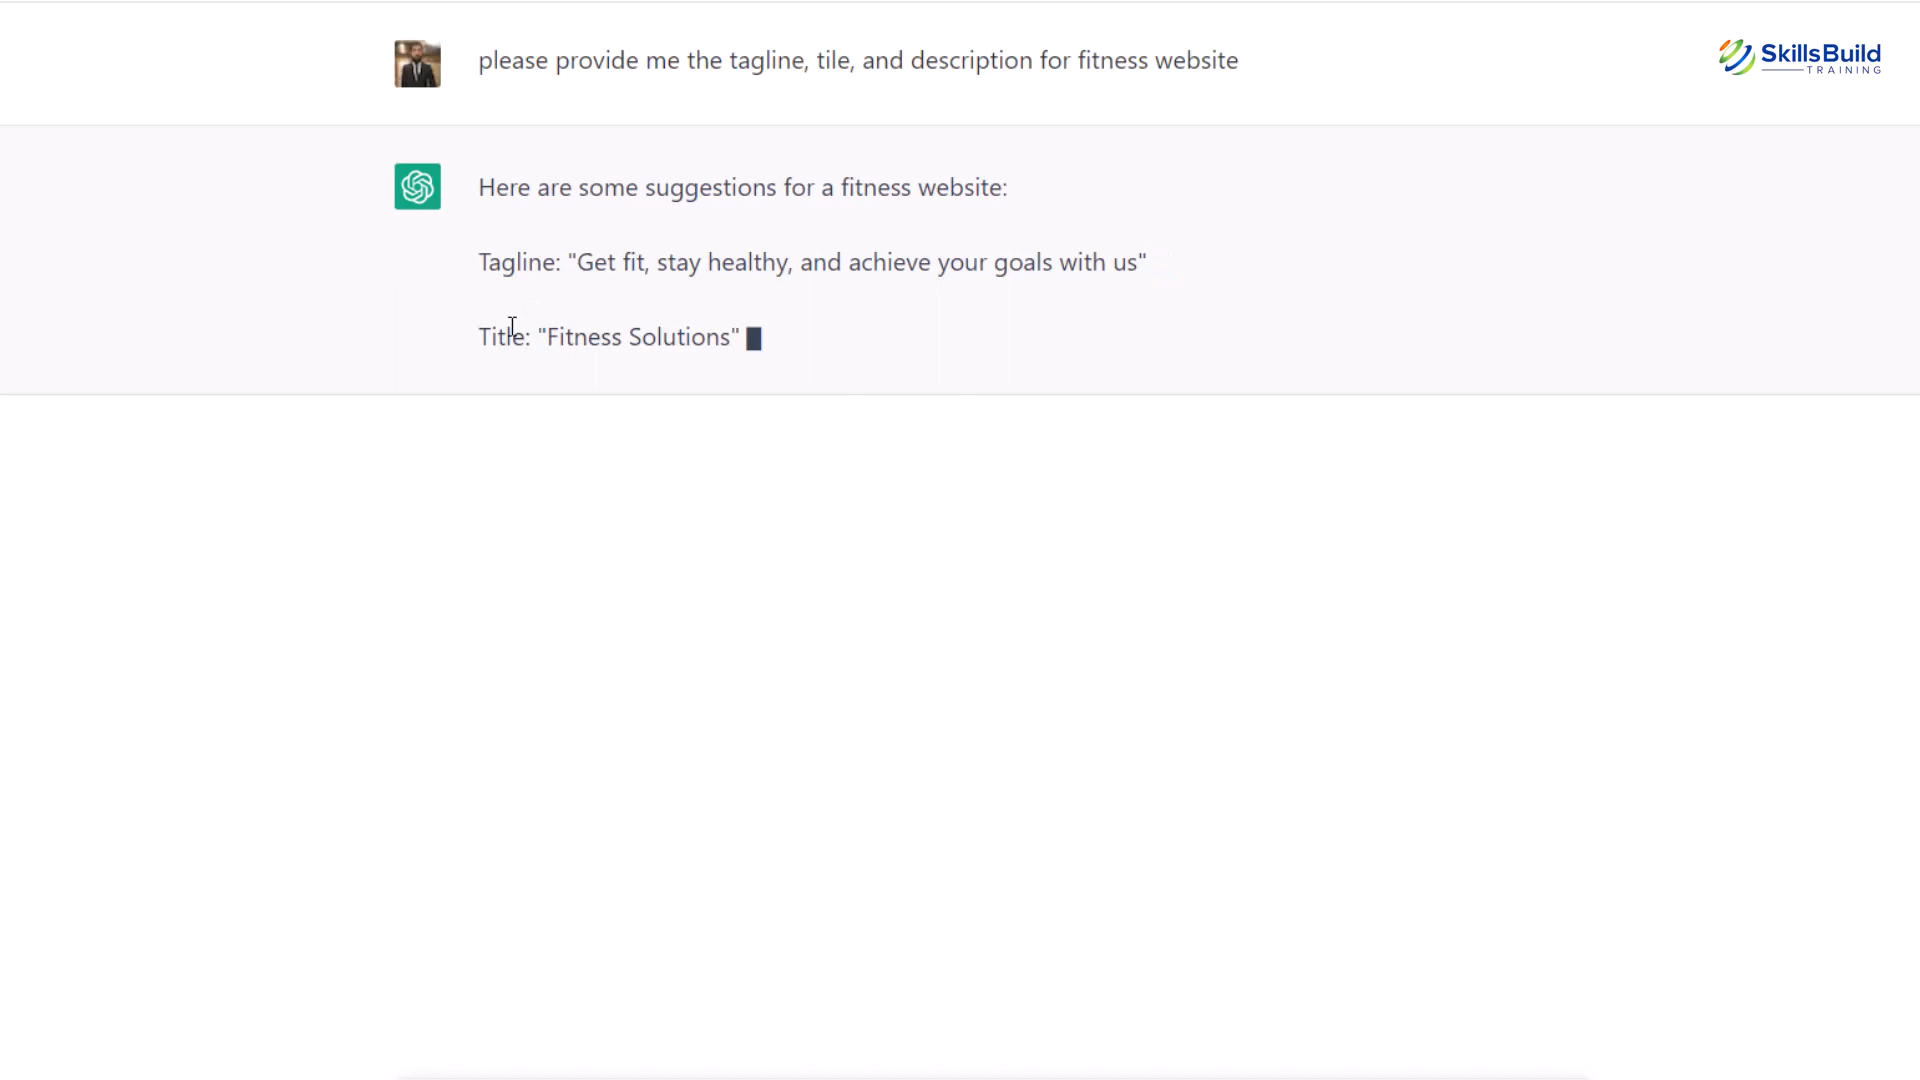 please provide me the tagline, tile, and description for fitness website
SkillsBuild
TRAINING
Here are some suggestions for a fitness website:
Tagline: "Get fit, stay healthy, and achieve your goals with us"
Title: "Fitness Solutions"